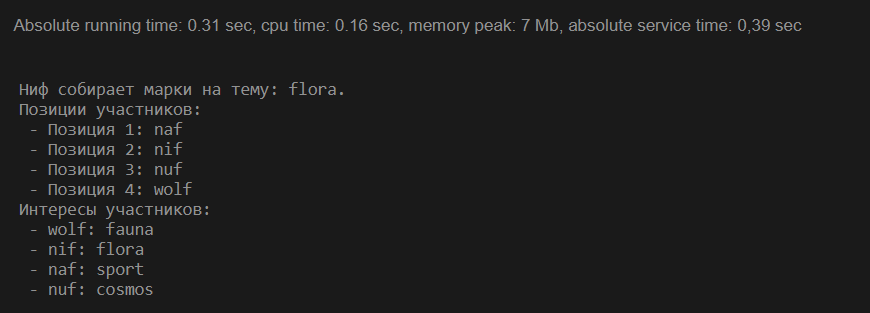 Absolute running time: 0.31 sec, cpu time: 0.16 sec, memory peak: 7 Mb, absolute service time: 0,39 sec
Ниф собирает марки на тему: flora.
Позиции участников:
- Позиция 1: naf
- Позиция 2: nif
- Позиция 3: nuf
- Позиция 4: wolf
Интересы участников:
- wolf: fauna
- nif: flora
- naf: sport
- nuf: cosmos